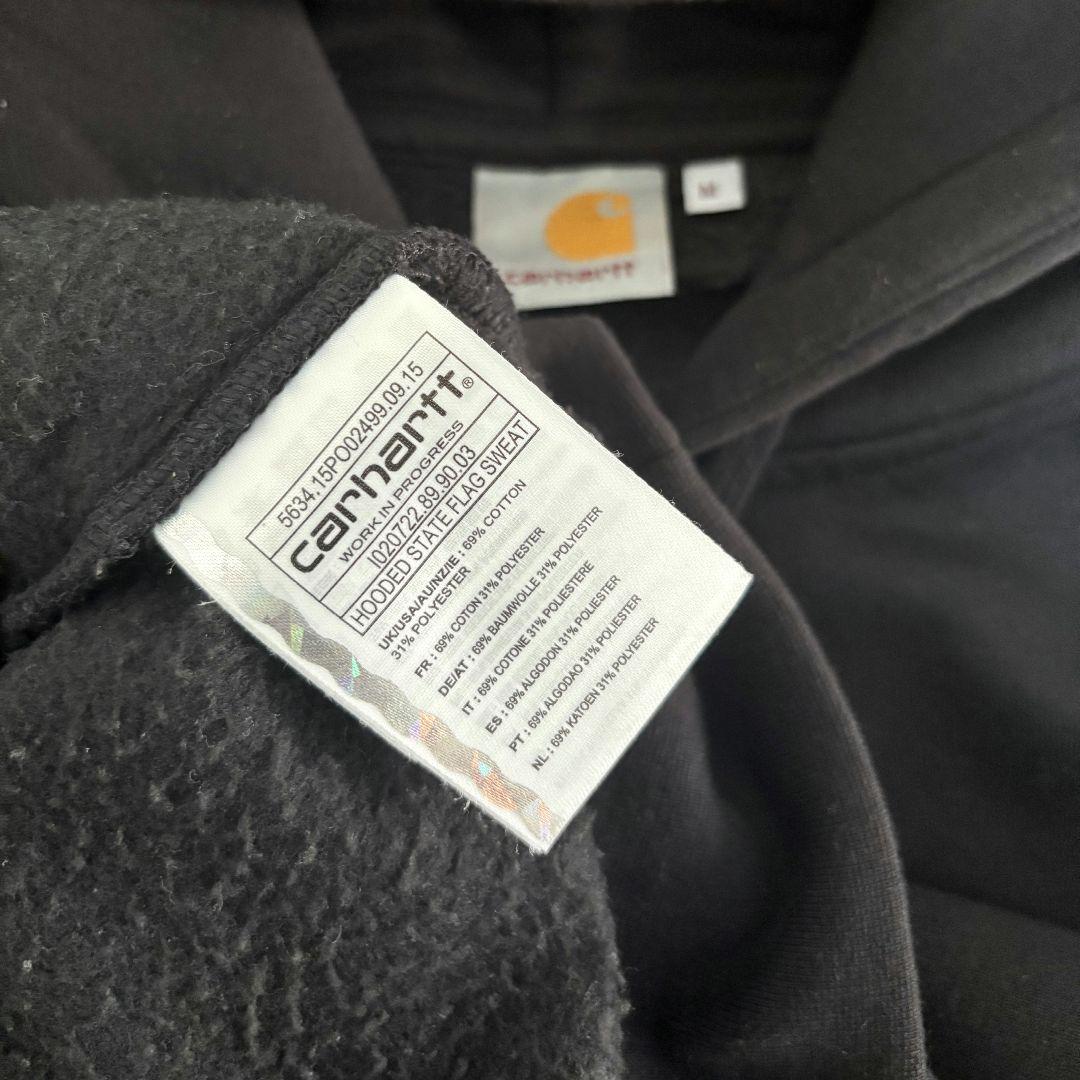 carhartt
M
5634.15PO02499.09.15
carhartt®
WORK IN PROGRESS
I020722.89.90.03
HOODED STATE FLAG SWEAT
UK/USA/AU/NZ/IE : 69% COTTON
31% POLYESTER
FR : 69% COTON 31% POLYESTER
DE/AT : 69% BAUMWOLLE 31% POLYESTER
IT : 69% COTONE 31% POLIESTERE
ES : 69% ALGODON 31% POLIESTER
PT : 69% ALGODAO 31% POLIESTER
NL : 69% KATOEN 31% POLYESTER